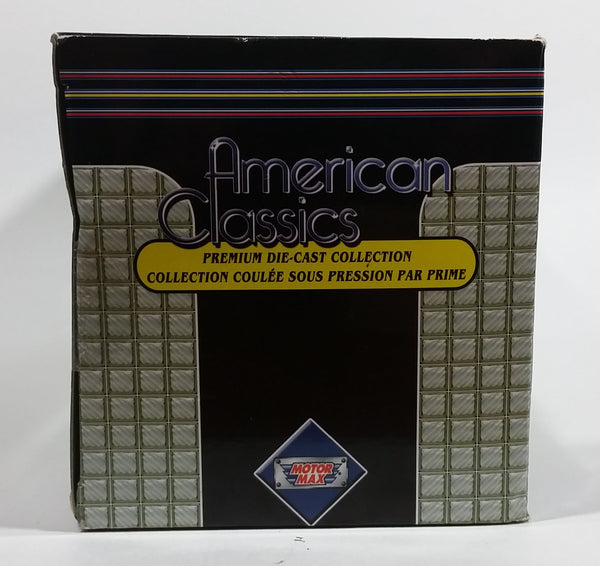 American
Classics
PREMIUM DIE-CAST COLLECTION
COLLECTION COULÉE SOUS PRESSION PAR PRIME
MOTOR
MAX